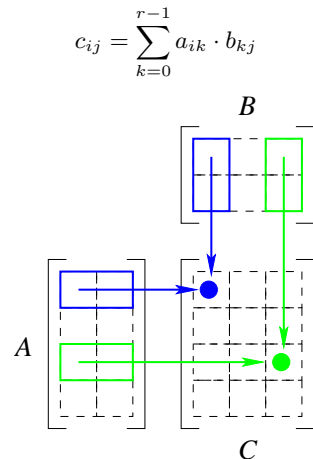 c_{ij} = \sum_{k=0}^{r-1} a_{ik} \cdot b_{kj}
B
A
C